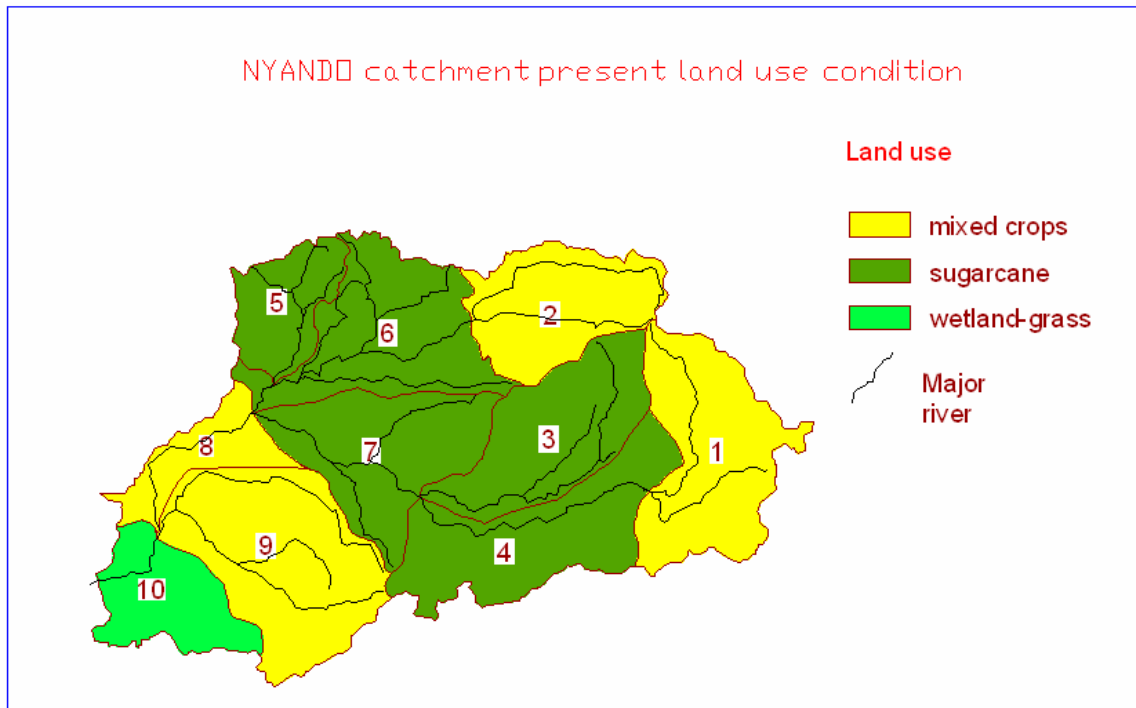 NYANDO catchment present land use condition
Land use
mixed crops
sugarcane
wetland-grass
Major
river
5
6
2
8
7
3
1
9
4
10